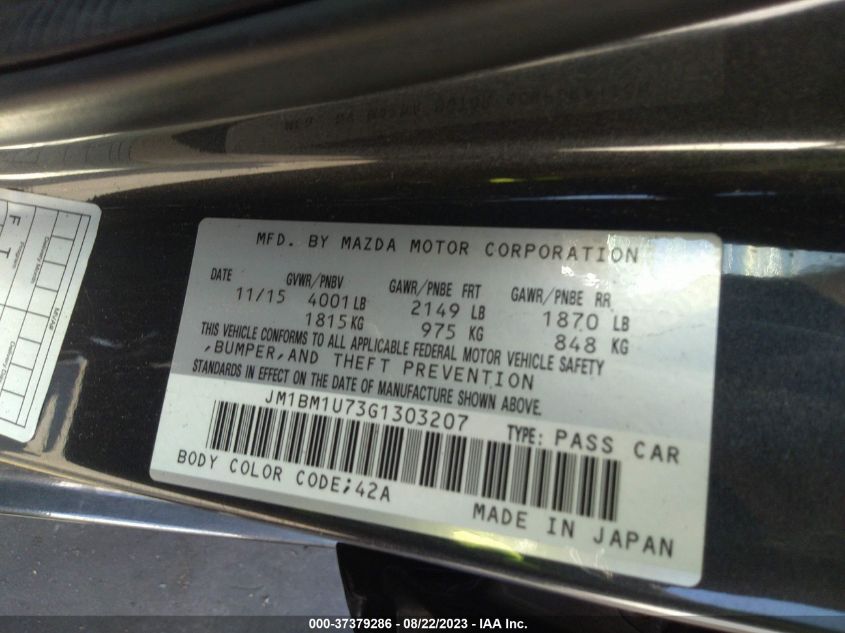 MFD. BY MAZDA MOTOR CORPORATION
DATE GVWR/PNBV GAWR/PNBE FRT GAWR/PNBE RR
11/15 4001 LB 2149 LB 1870 LB
1815 KG 975 KG 848 KG
THIS VEHICLE CONFORMS TO ALL APPLICABLE FEDERAL MOTOR VEHICLE SAFETY
,BUMPER,AND THEFT PREVENTION
STANDARDS IN EFFECT ON THE DATE OF MANUFACTURE SHOWN ABOVE.
JM1BM1U73G1303207 TYPE: PASS CAR
BODY COLOR CODE;42A
MADE IN JAPAN
000-37379286 - 08/22/2023 - IAA Inc.